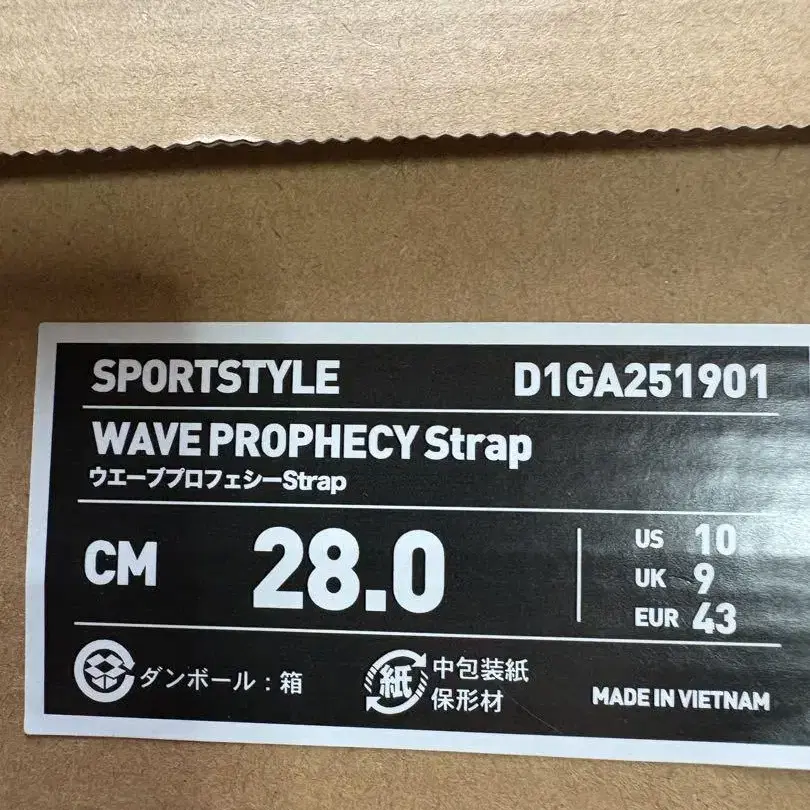 SPORTSTYLE D1GA251901
WAVE PROPHECY Strap
ウエーブプロフェシーStrap
CM 28.0
US 10
UK 9
EUR 43
ダンボール：箱
紙 中包装紙
保形材
MADE IN VIETNAM